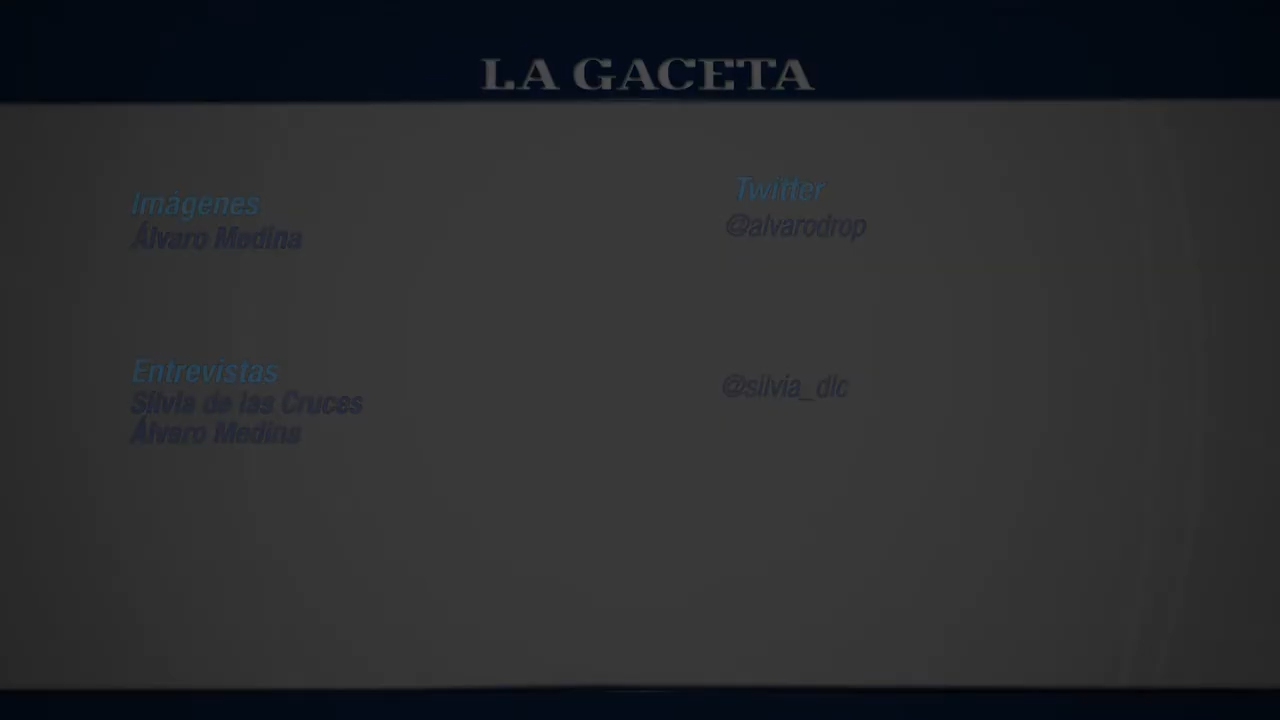 LA GACETA
Imágenes
Álvaro Medina
Twitter
@alvarodrop
Entrevistas
Silvia de las Cruces
Álvaro Medina
@silvia_dlc